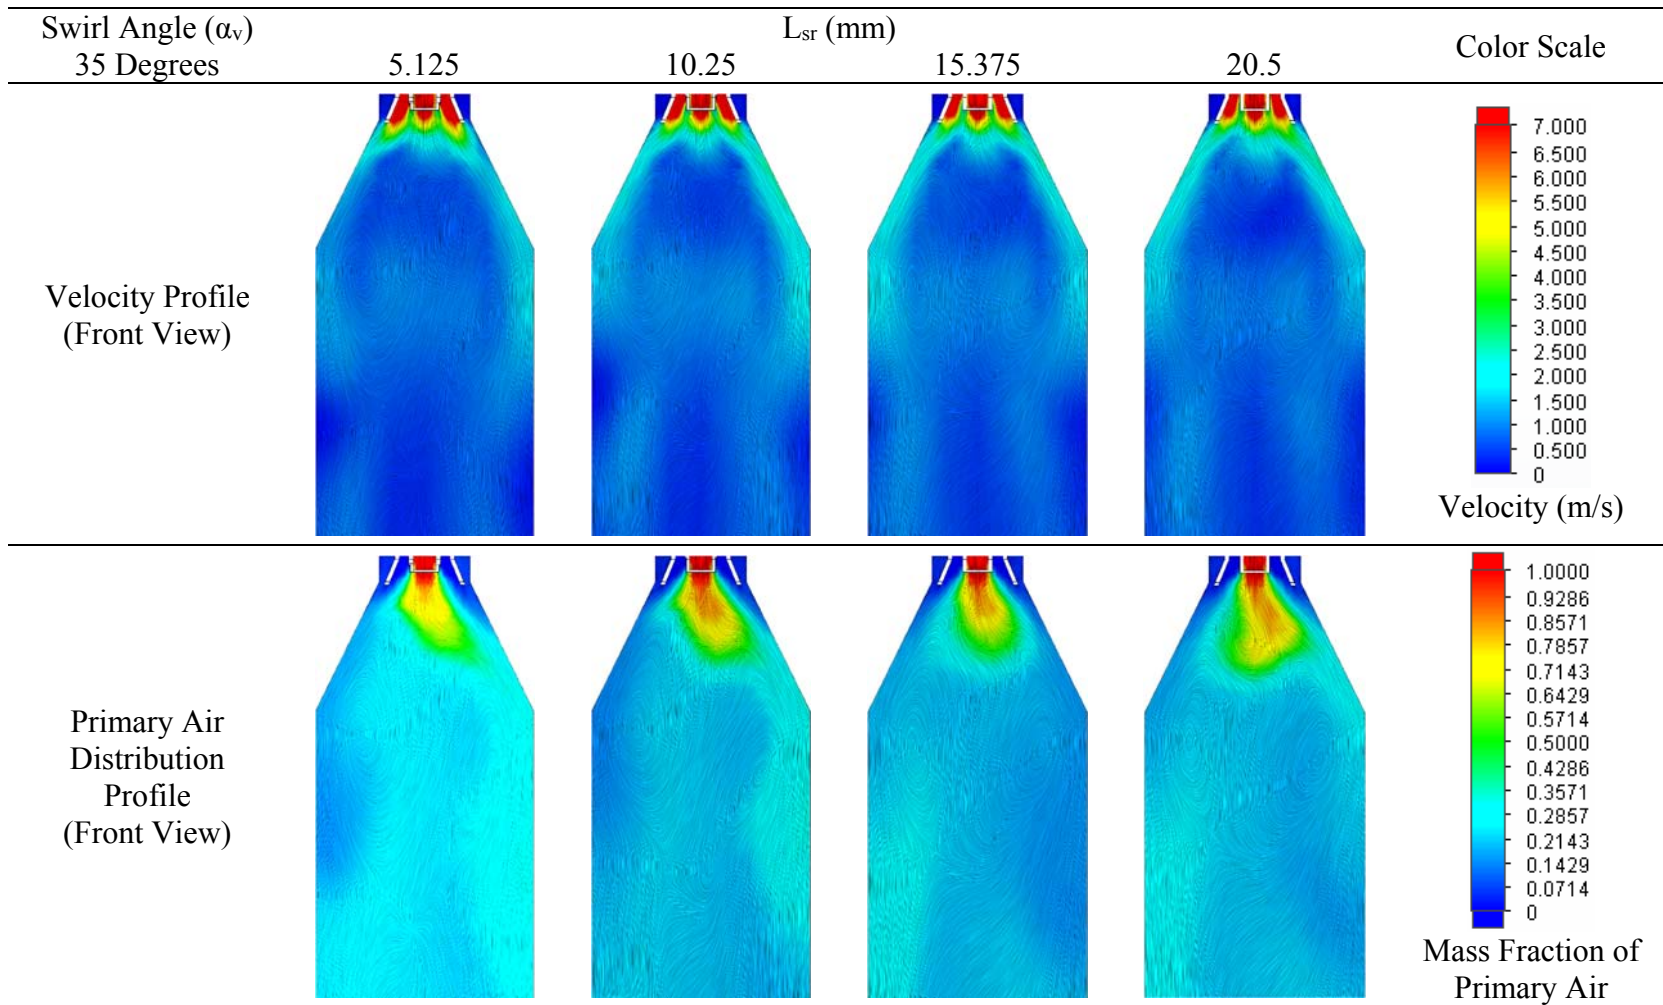 Swirl Angle (αv)
35 Degrees
Lsr (mm)
5.125 10.25 15.375 20.5
Color Scale
Velocity Profile
(Front View)
7.000
6.500
6.000
5.500
5.000
4.500
4.000
3.500
3.000
2.500
2.000
1.500
1.000
0.500
0
Velocity (m/s)
Primary Air
Distribution
Profile
(Front View)
1.0000
0.9286
0.8571
0.7857
0.7143
0.6429
0.5714
0.5000
0.4286
0.3571
0.2857
0.2143
0.1429
0.0714
0
Mass Fraction of
Primary Air